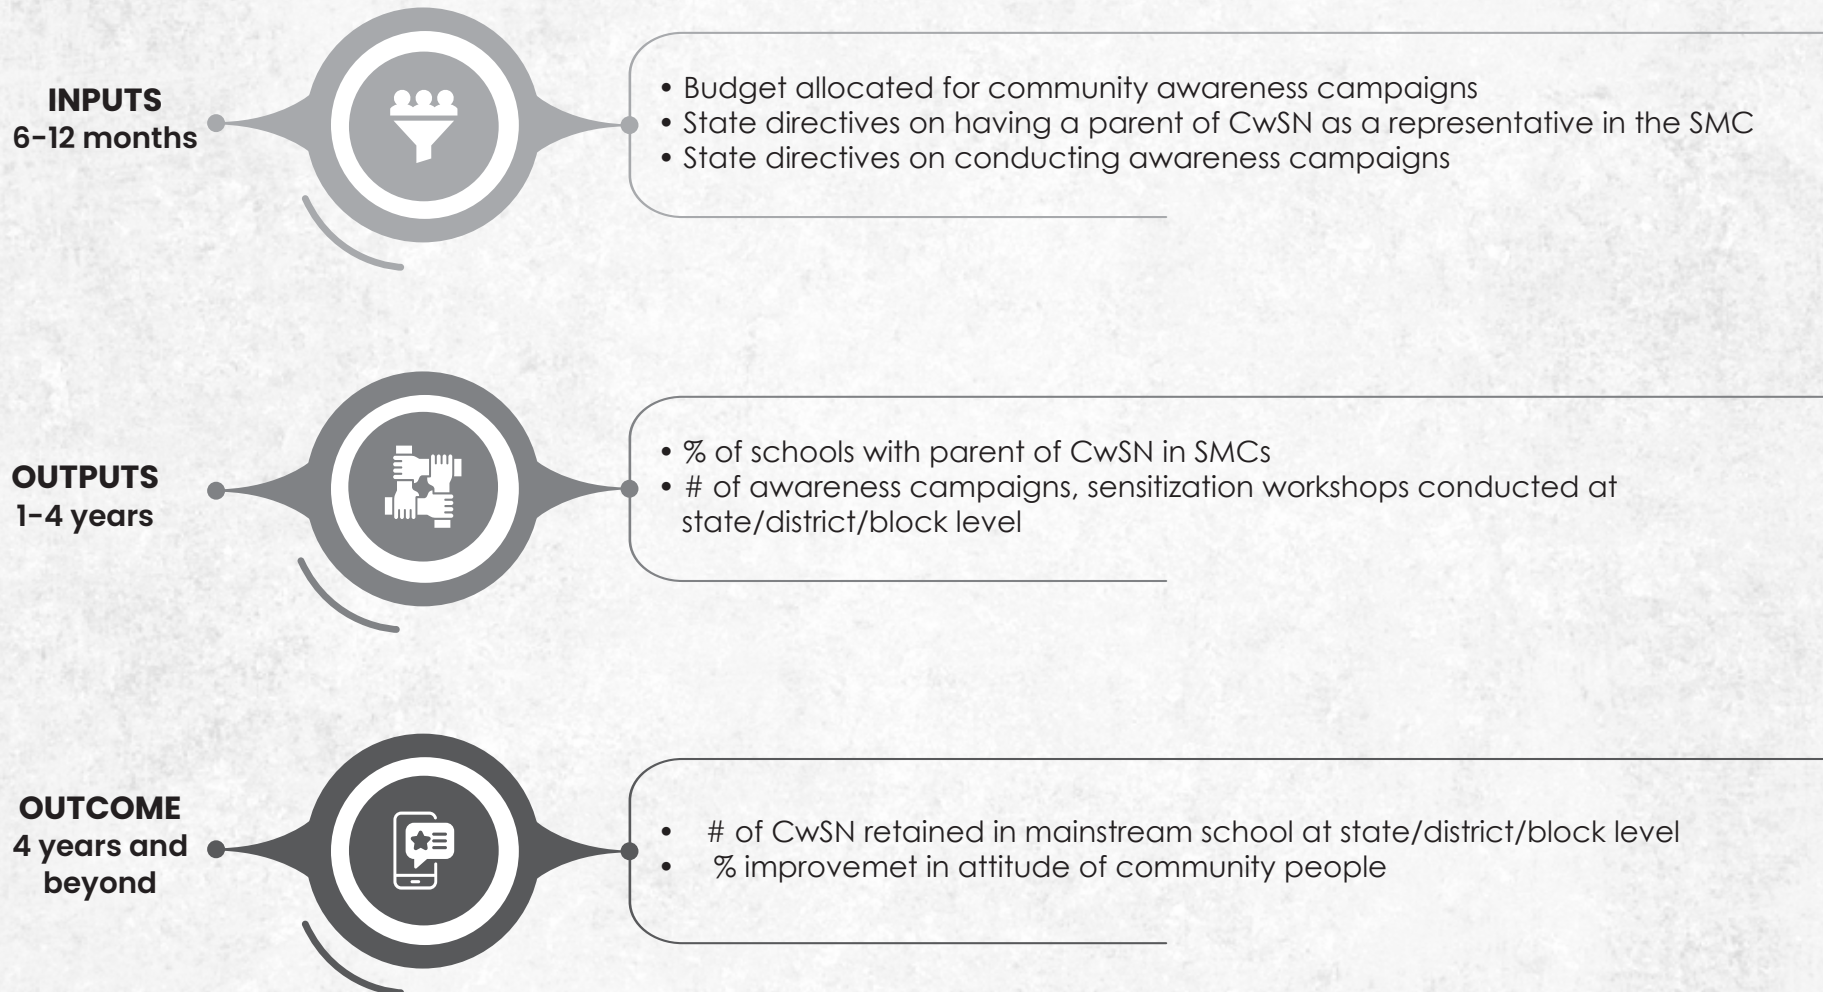 INPUTS
6-12 months
• Budget allocated for community awareness campaigns
• State directives on having a parent of CwSN as a representative in the SMC
• State directives on conducting awareness campaigns
OUTPUTS
1-4 years
• % of schools with parent of CwSN in SMCs
• # of awareness campaigns, sensitization workshops conducted at
state/district/block level
OUTCOME
4 years and
beyond
• # of CwSN retained in mainstream school at state/district/block level
• % improvemet in attitude of community people